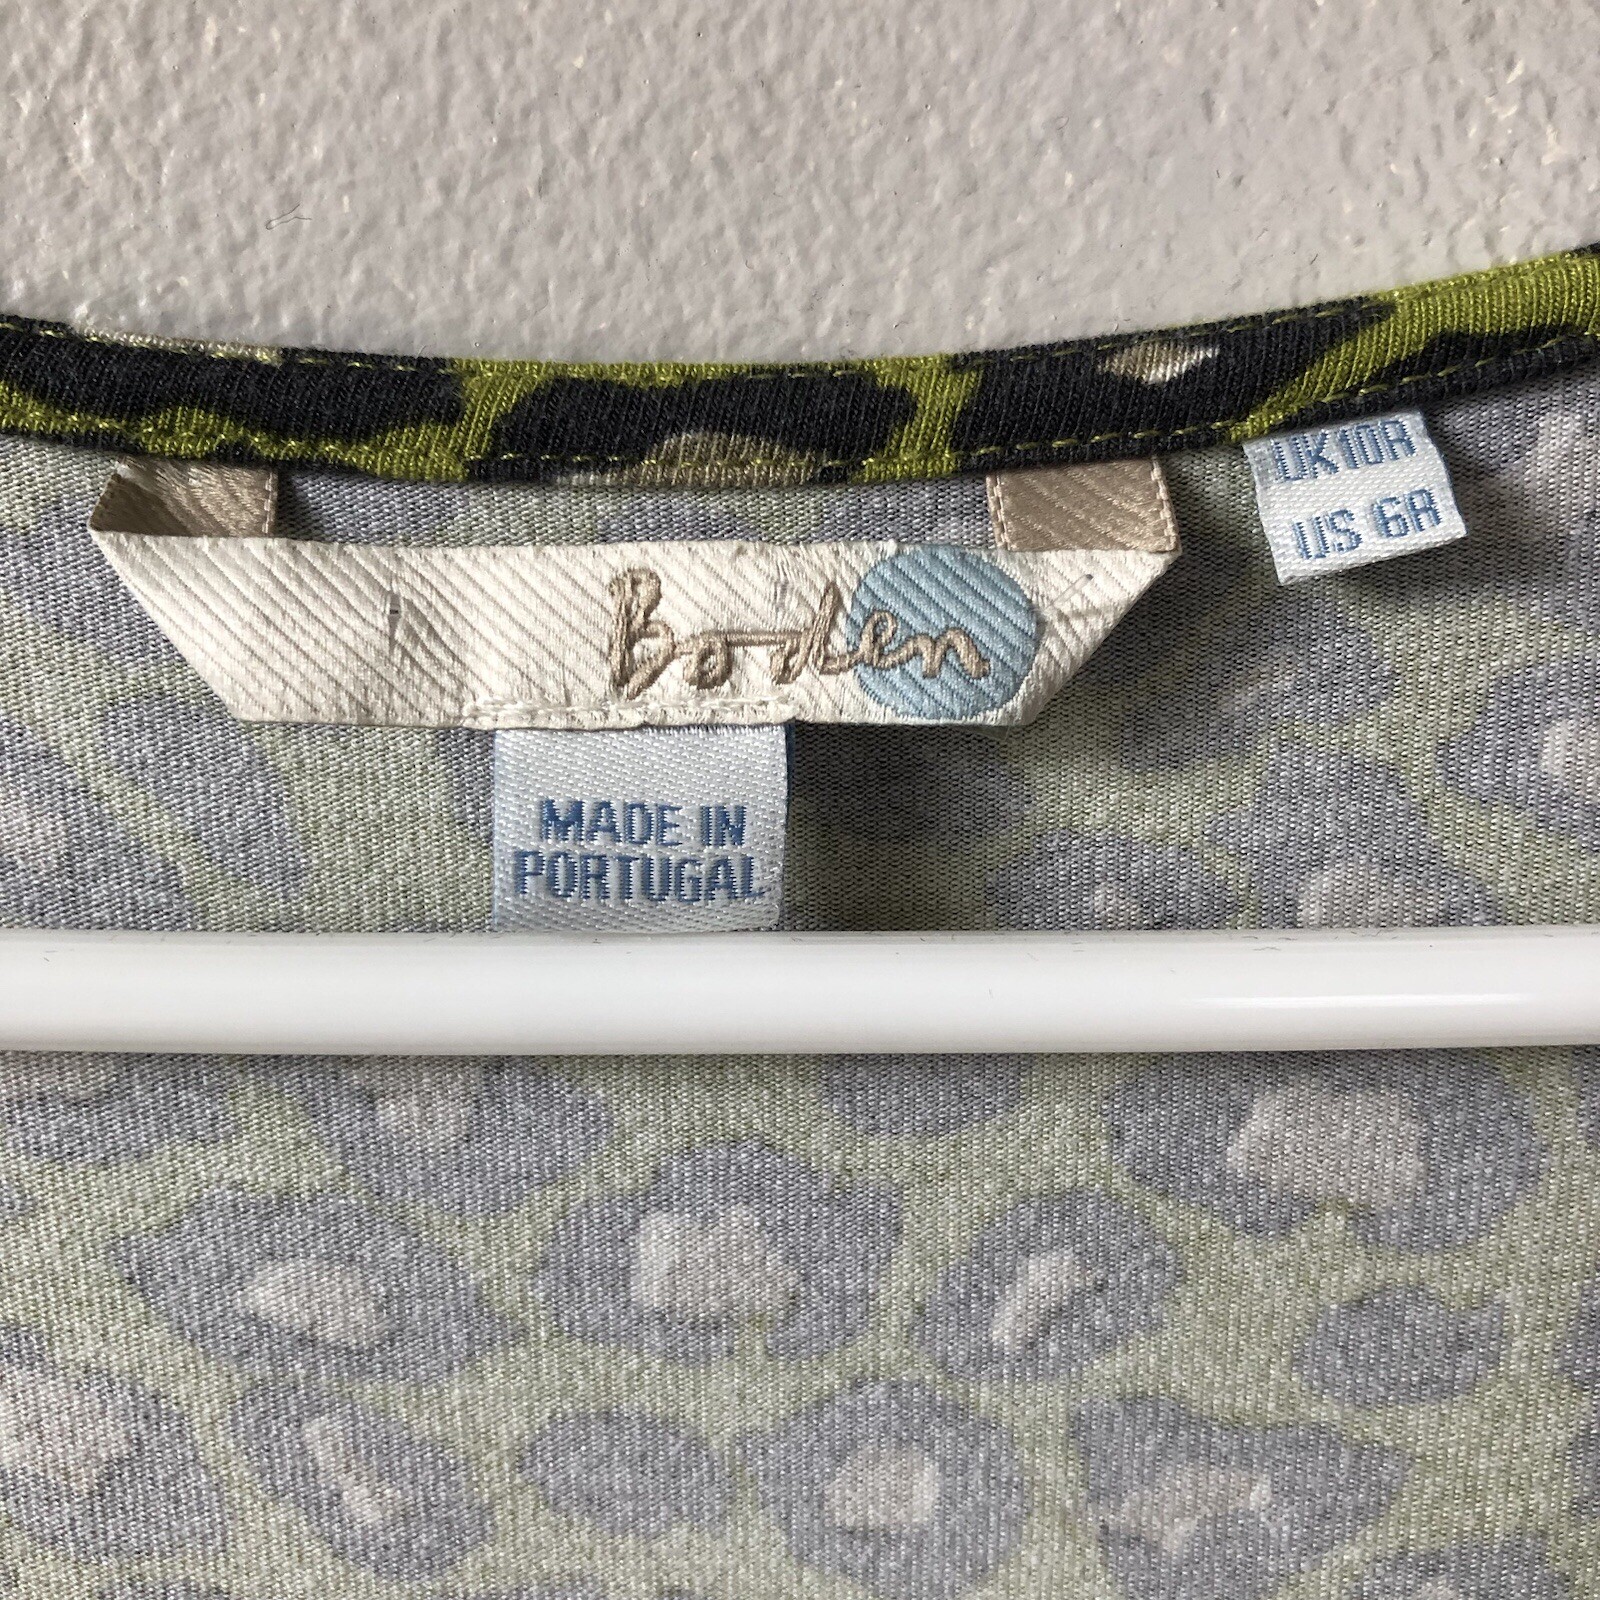 Boden
UK10R
US 6R
MADE IN
PORTUGAL